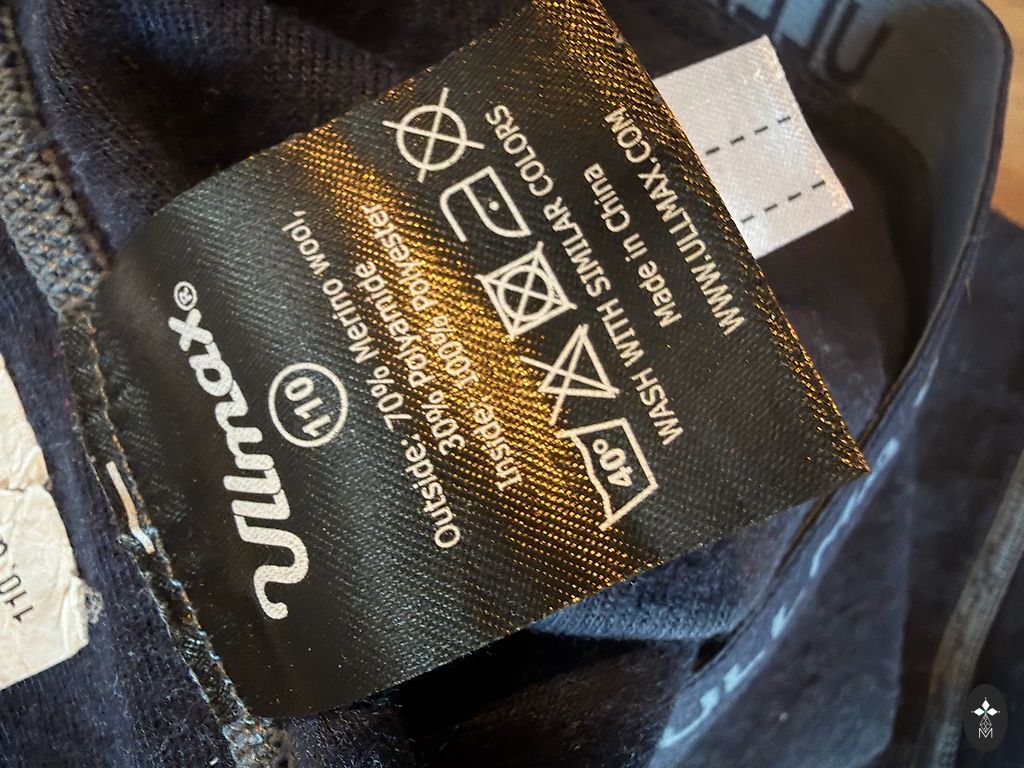 Ullmax®
110
Outside: 70% Merino wool,
30% Polyamide
Inside: 100% Polyester
40°
WASH WITH SIMILAR COLORS
Made in China
WWW.ULLMAX.COM